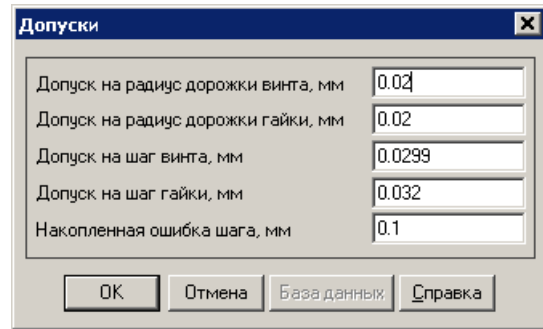 Допуски
Допуск на радиус дорожки винта, мм 0.02
Допуск на радиус дорожки гайки, мм 0.02
Допуск на шаг винта, мм 0.0299
Допуск на шаг гайки, мм 0.032
Накопленная ошибка шага, мм 0.1
OK Отмена База данных Справка